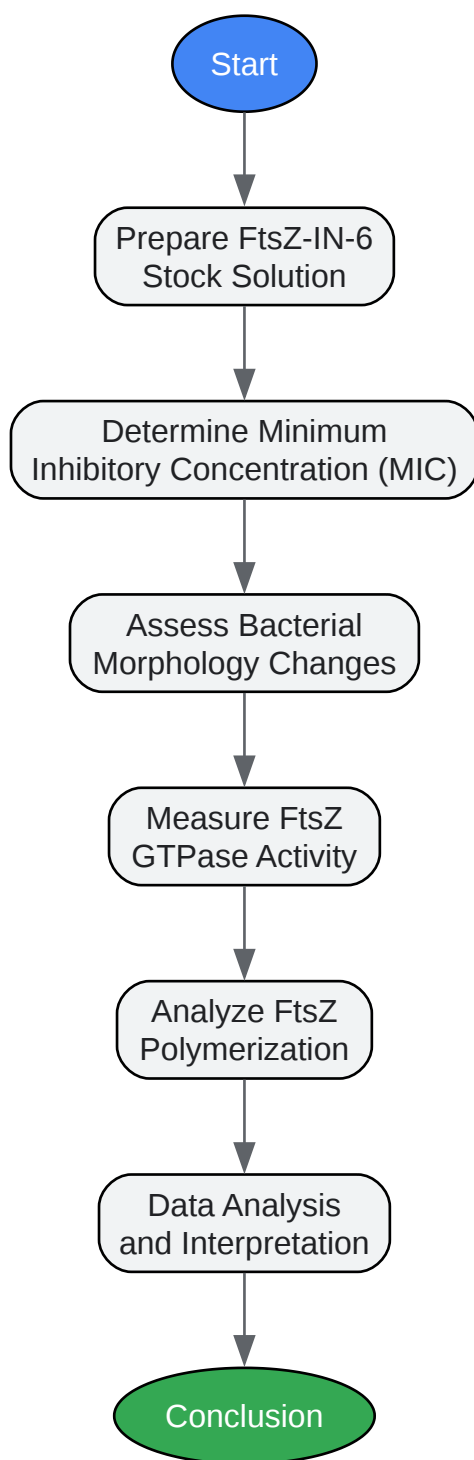 Start
Prepare FtsZ-IN-6
Stock Solution
Determine Minimum
Inhibitory Concentration (MIC)
Assess Bacterial
Morphology Changes
Measure FtsZ
GTPase Activity
Analyze FtsZ
Polymerization
Data Analysis
and Interpretation
Conclusion